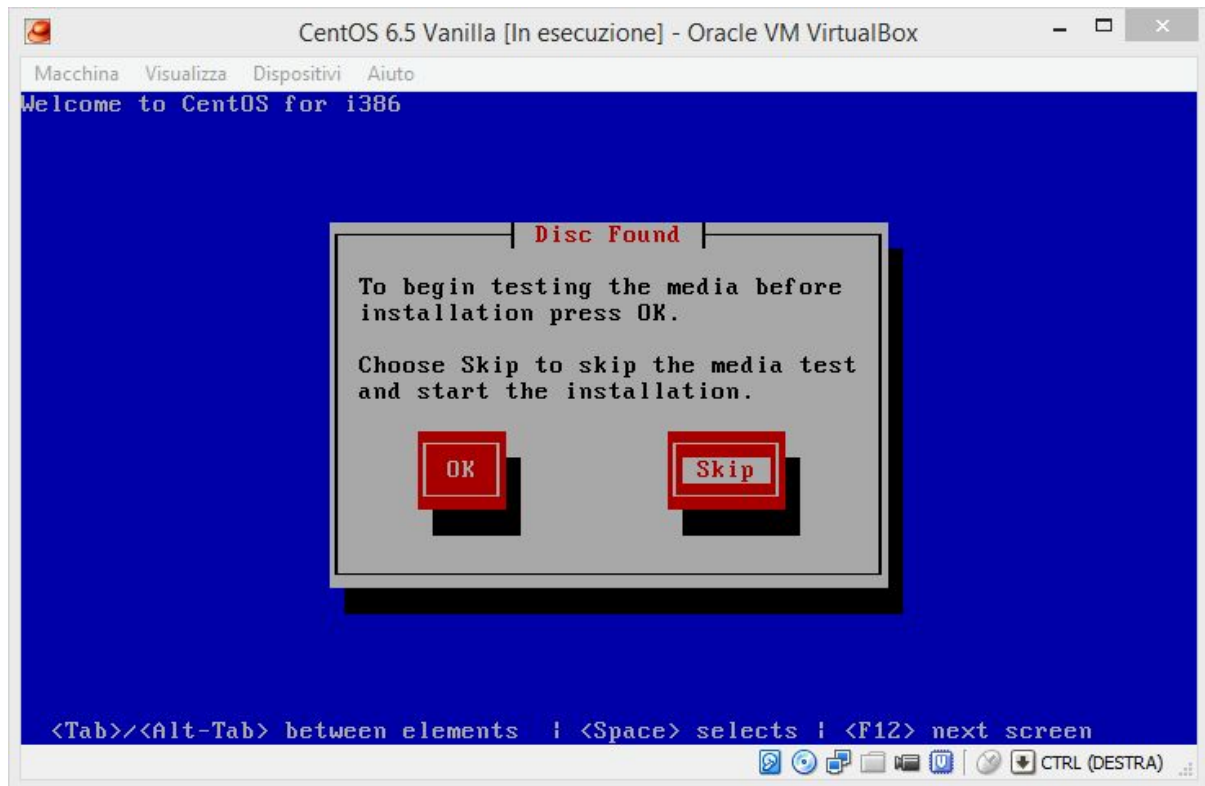 CentOS 6.5 Vanilla [In esecuzione] - Oracle VM VirtualBox
Macchina Visualizza Dispositivi Aiuto
Welcome to CentOS for i386
Disc Found
To begin testing the media before
installation press OK.
Choose Skip to skip the media test
and start the installation.
OK Skip
<Tab>/<Alt-Tab> between elements | <Space> selects | <F12> next screen
CTRL (DESTRA)